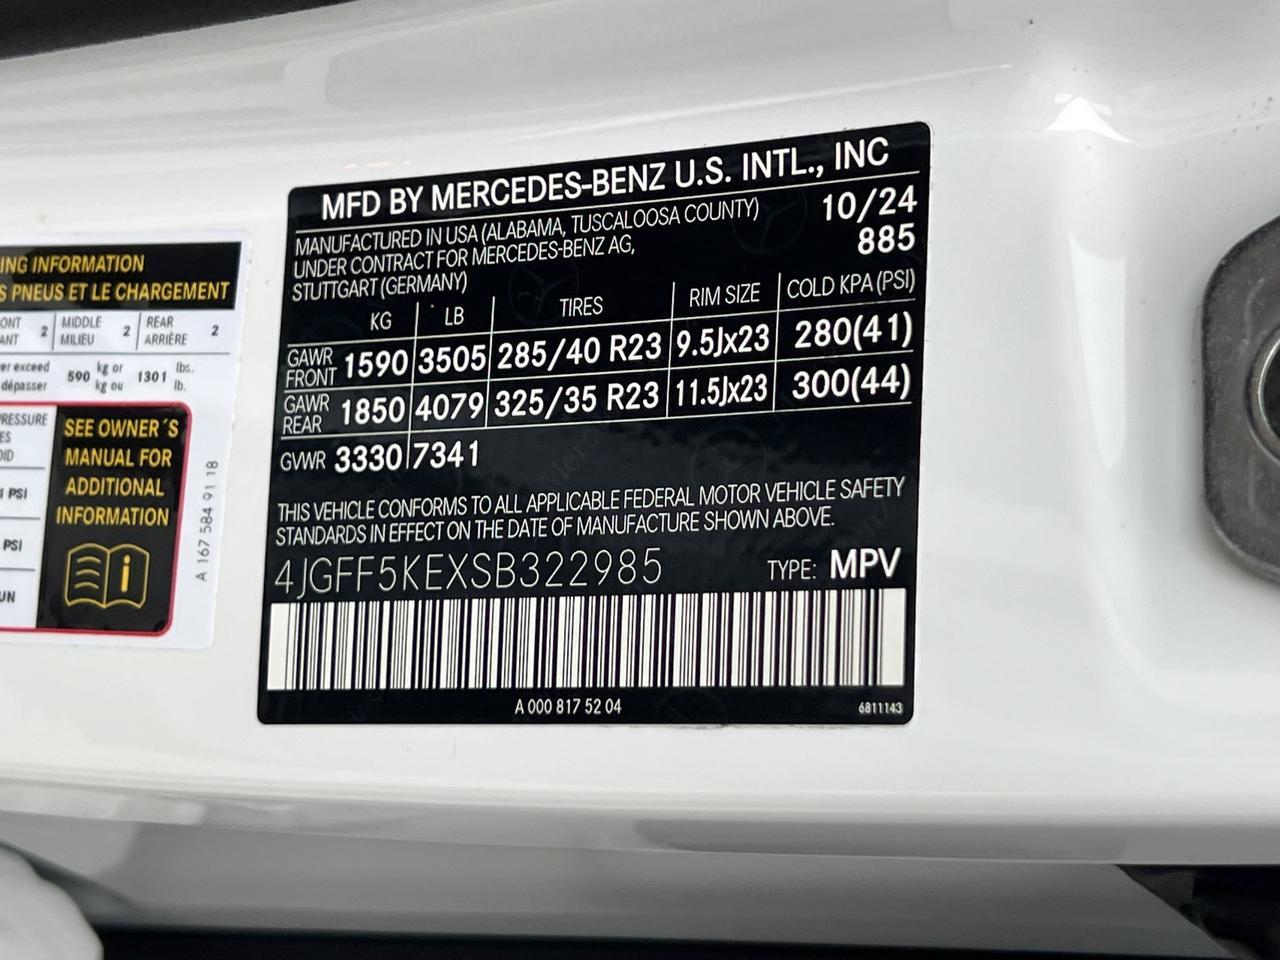 ING INFORMATION
S PNEUS ET LE CHARGEMENT
ONT
ANT
2
MIDDLE
MILIEU
2
REAR
ARRIÈRE
2
er exceed
dépasser
590
kg or
kg ou
1301
lbs.
lb.
RESSURE
ES
OID
1 PSI
PSI
UN
SEE OWNER´S
MANUAL FOR
ADDITIONAL
INFORMATION
A 167 584 91 18
MFD BY MERCEDES-BENZ U.S. INTL., INC
MANUFACTURED IN USA (ALABAMA, TUSCALOOSA COUNTY) 10/24
UNDER CONTRACT FOR MERCEDES-BENZ AG, 885
STUTTGART (GERMANY)
KG LB TIRES RIM SIZE COLD KPA (PSI)
GAWR
FRONT
1590 3505 285/40 R23 9.5Jx23 280(41)
GAWR
REAR
1850 4079 325/35 R23 11.5Jx23 300(44)
GVWR 3330 7341
THIS VEHICLE CONFORMS TO ALL APPLICABLE FEDERAL MOTOR VEHICLE SAFETY
STANDARDS IN EFFECT ON THE DATE OF MANUFACTURE SHOWN ABOVE.
4JGFF5KEXSB322985 TYPE: MPV
A 000 817 52 04
6811143